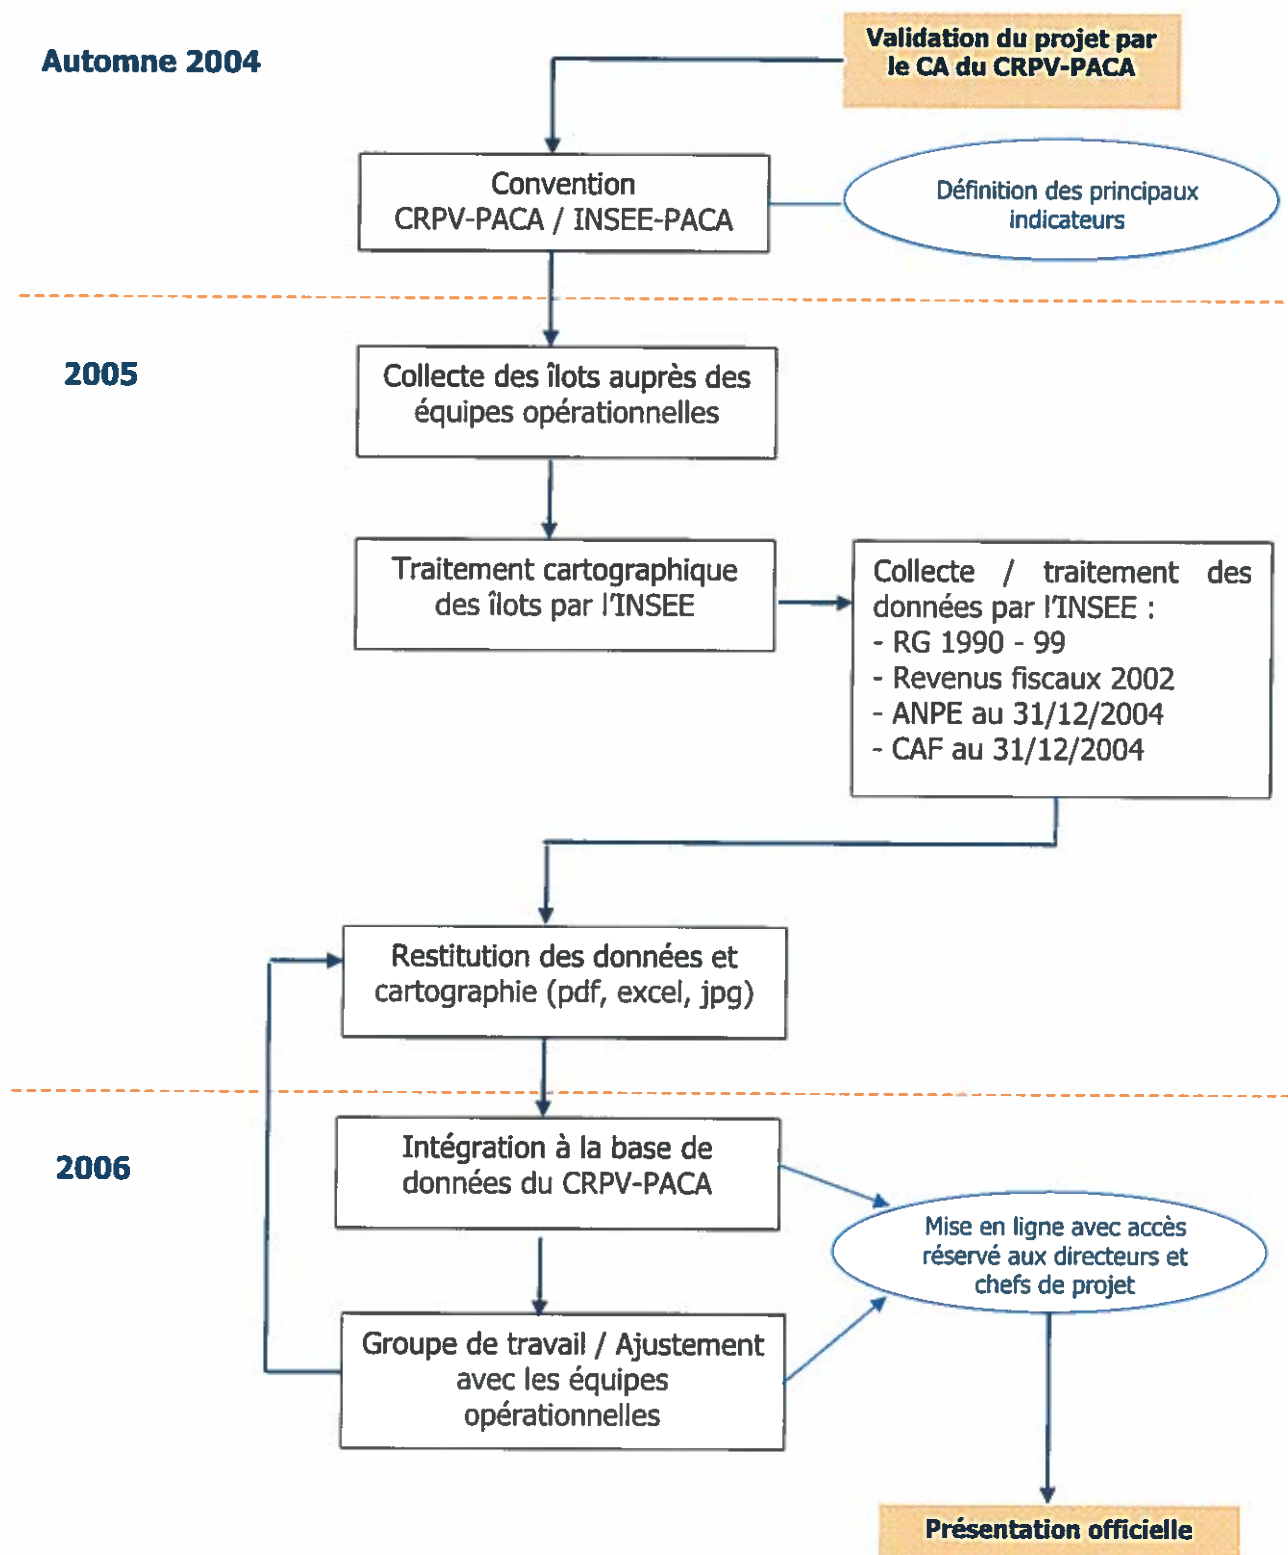 Automne 2004
Validation du projet par
le CA du CRPV-PACA
Convention
CRPV-PACA / INSEE-PACA
Définition des principaux
indicateurs
2005
Collecte des îlots auprès des
équipes opérationnelles
Traitement cartographique
des îlots par l'INSEE
Collecte / traitement des
données par l'INSEE :
- RG 1990 - 99
- Revenus fiscaux 2002
- ANPE au 31/12/2004
- CAF au 31/12/2004
Restitution des données et
cartographie (pdf, excel, jpg)
2006
Intégration à la base de
données du CRPV-PACA
Mise en ligne avec accès
réservé aux directeurs et
chefs de projet
Groupe de travail / Ajustement
avec les équipes
opérationnelles
Présentation officielle